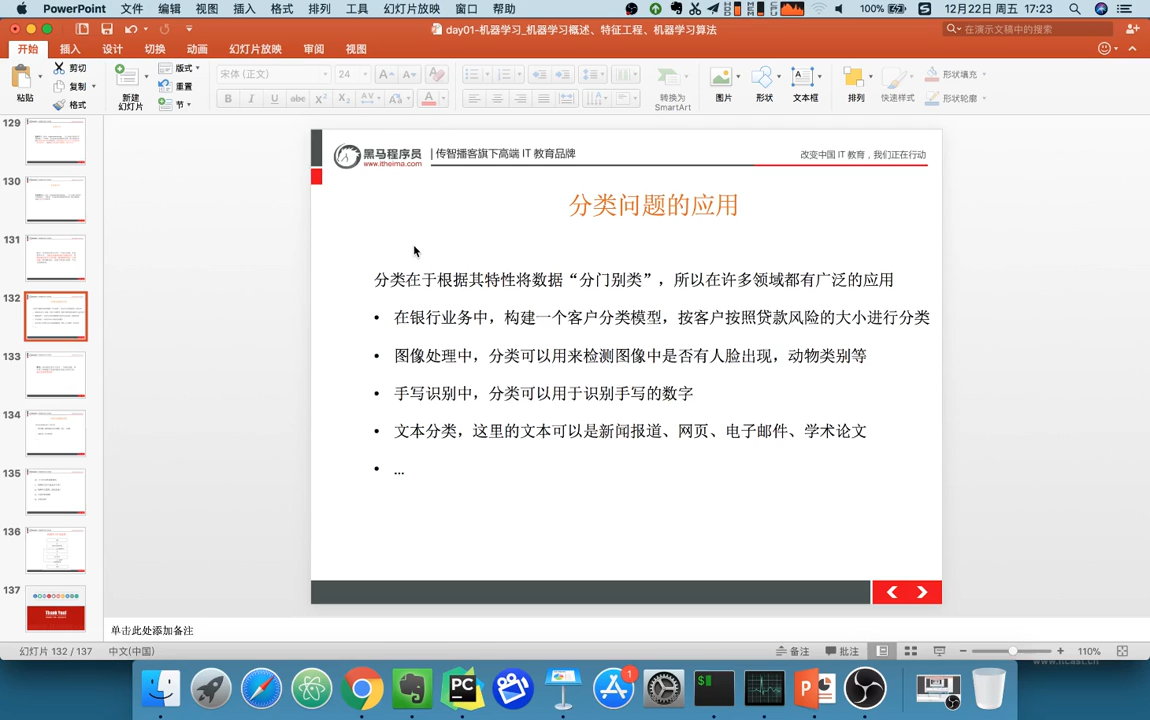 PowerPoint 文件 编辑 视图 插入 格式 排列 工具 幻灯片放映 窗口 帮助 100% 12月22日 周五 17:23
day01-机器学习_机器学习概述、特征工程、机器学习算法 在演示文稿中的搜索
开始 插入 设计 切换 动画 幻灯片放映 审阅 视图
粘贴 剪切 复制 格式 新建 幻灯片 版式 重置 节 宋体 (正文) 24 转换为 SmartArt 图片 形状 文本框 排列 快速样式 形状填充 形状轮廓
B I U abc X² X₂ AV Aa A
129
130
131
132
133
134
135
136
137
Thank You!
黑马程序员 | 传智播客旗下高端 IT 教育品牌 改变中国 IT 教育，我们正在行动
www.itheima.com
分类问题的应用
分类在于根据其特性将数据“分门别类”，所以在许多领域都有广泛的应用
• 在银行业务中，构建一个客户分类模型，按客户按照贷款风险的大小进行分类
• 图像处理中，分类可以用来检测图像中是否有人脸出现，动物类别等
• 手写识别中，分类可以用于识别手写的数字
• 文本分类，这里的文本可以是新闻报道、网页、电子邮件、学术论文
• ...
单击此处添加备注
幻灯片 132 / 137 中文(中国) 备注 批注 110%
www.itcast.cn
PC
1